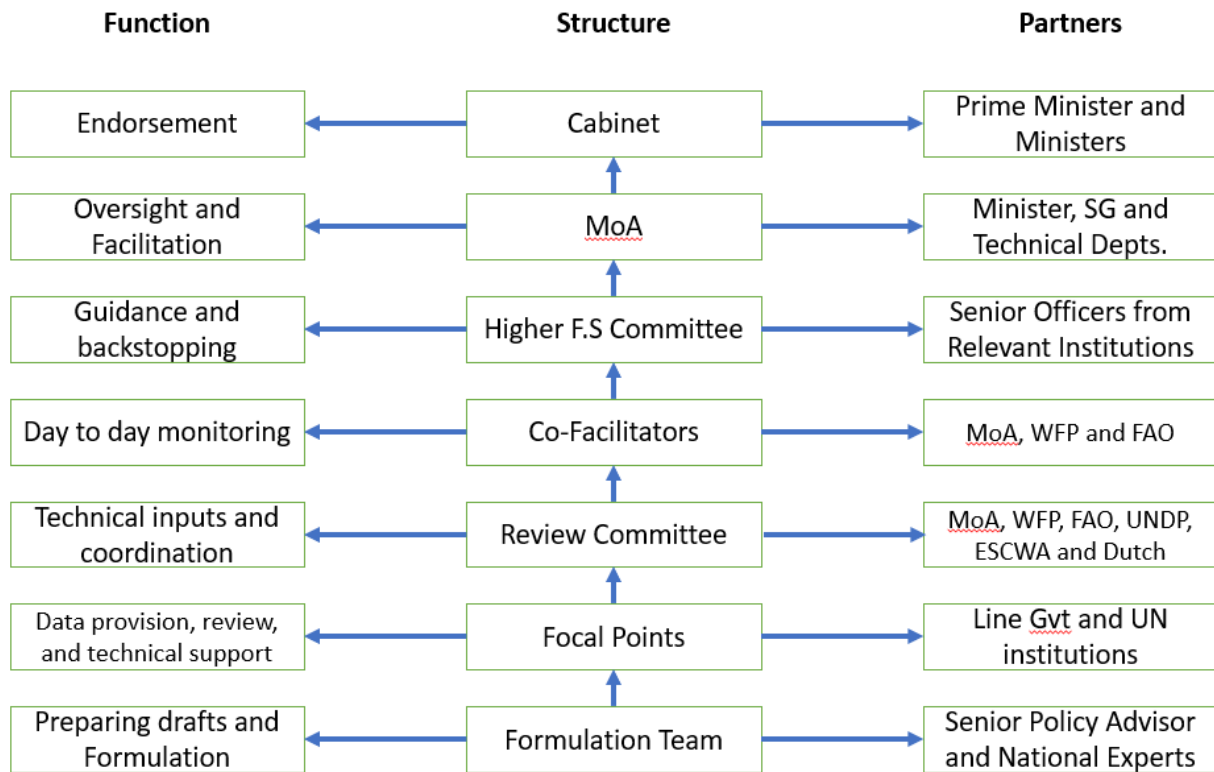 Function Structure Partners
Endorsement Cabinet Prime Minister and
Ministers
Oversight and
Facilitation MoA Minister, SG and
Technical Depts.
Guidance and
backstopping Higher F.S Committee Senior Officers from
Relevant Institutions
Day to day monitoring Co-Facilitators MoA, WFP and FAO
Technical inputs and
coordination Review Committee MoA, WFP, FAO, UNDP,
ESCWA and Dutch
Data provision, review,
and technical support Focal Points Line Gvt and UN
institutions
Preparing drafts and
Formulation Formulation Team Senior Policy Advisor
and National Experts